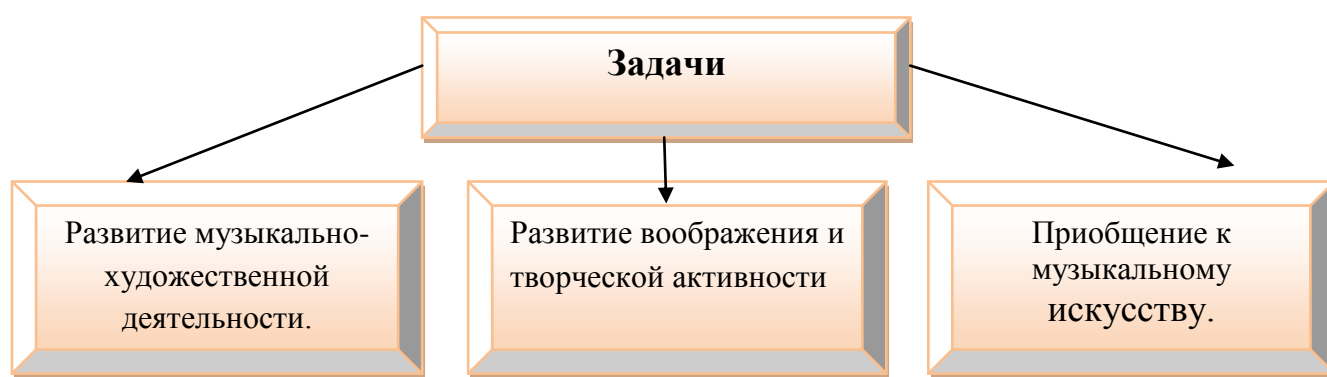 Задачи
Развитие музыкально-
художественной
деятельности.
Развитие воображения и
творческой активности
Приобщение к
музыкальному
искусству.